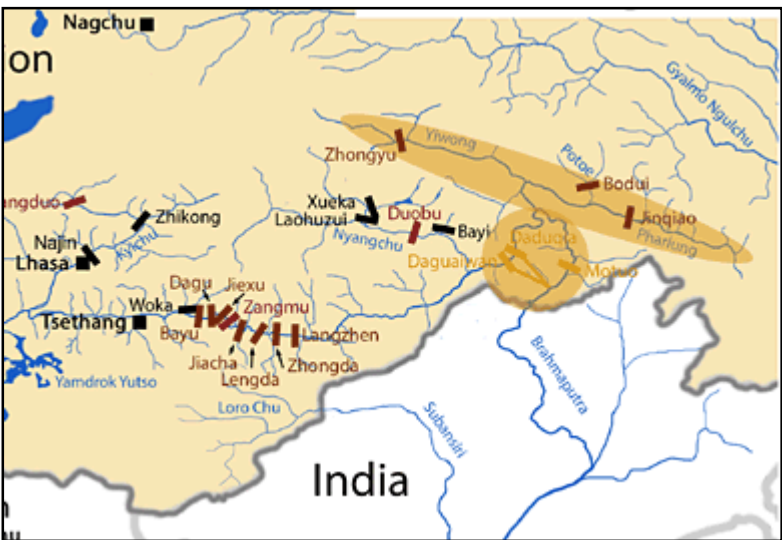 Nagchu
on
Gyalmo Ngulchu
Yiwong
Zhongyu
Potoe
Bodui
Jinqiao
Pharlung
Xueka
Laohuzui
Duobu
Bayi
Nyangchu
angduo
Zhikong
Najin
Kyichu
Lhasa
Daduqia
Daguaiwan
Motuo
Dagu
Jiexu
Woka
Zangmu
Tsethang
Bayu
Langzhen
Jiacha
Zhongda
Lengda
Yamdrok Yutso
Loro Chu
Subansiri
Brahmaputra
India